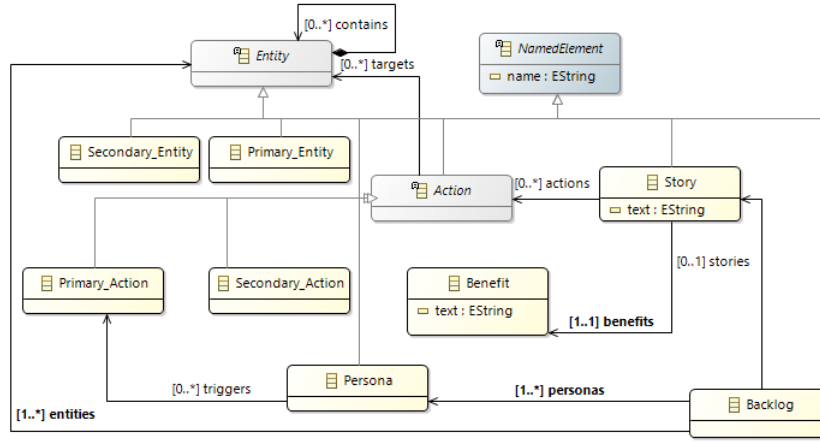 [0..*] contains
Entity
[0..*] targets
NamedElement
name : EString
Secondary_Entity
Primary_Entity
Action
[0..*] actions
Story
text : EString
[0..1] stories
Primary_Action
Secondary_Action
Benefit
text : EString
[1..1] benefits
[0..*] triggers
Persona
[1..*] personas
Backlog
[1..*] entities